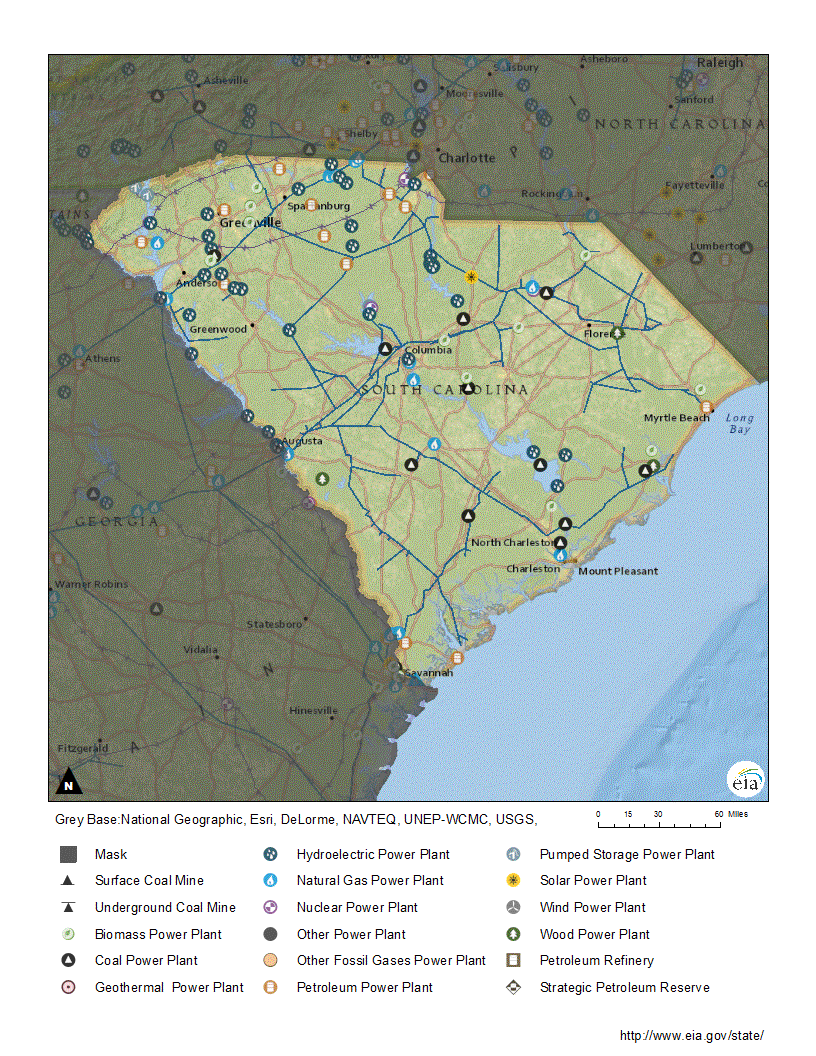 Asheville
Salisbury
Asheboro
Raleigh
Mooresville
Sanford
Shelby
NORTH CAROLINA
Charlotte
Fayetteville
Lumberton
Spartanburg
Greenville
Anderson
Greenwood
Athens
Columbia
SOUTH CAROLINA
Myrtle Beach
Long
Bay
Augusta
GEORGIA
North Charleston
Charleston
Mount Pleasant
Warner Robins
Statesboro
Vidalia
Savannah
Hinesville
Fitzgerald
N
eia
Grey Base:National Geographic, Esri, DeLorme, NAVTEQ, UNEP-WCMC, USGS,
0 15 30 60 Miles
Mask
Hydroelectric Power Plant
Pumped Storage Power Plant
Surface Coal Mine
Natural Gas Power Plant
Solar Power Plant
Underground Coal Mine
Nuclear Power Plant
Wind Power Plant
Biomass Power Plant
Other Power Plant
Wood Power Plant
Coal Power Plant
Other Fossil Gases Power Plant
Petroleum Refinery
Geothermal Power Plant
Petroleum Power Plant
Strategic Petroleum Reserve
http://www.eia.gov/state/